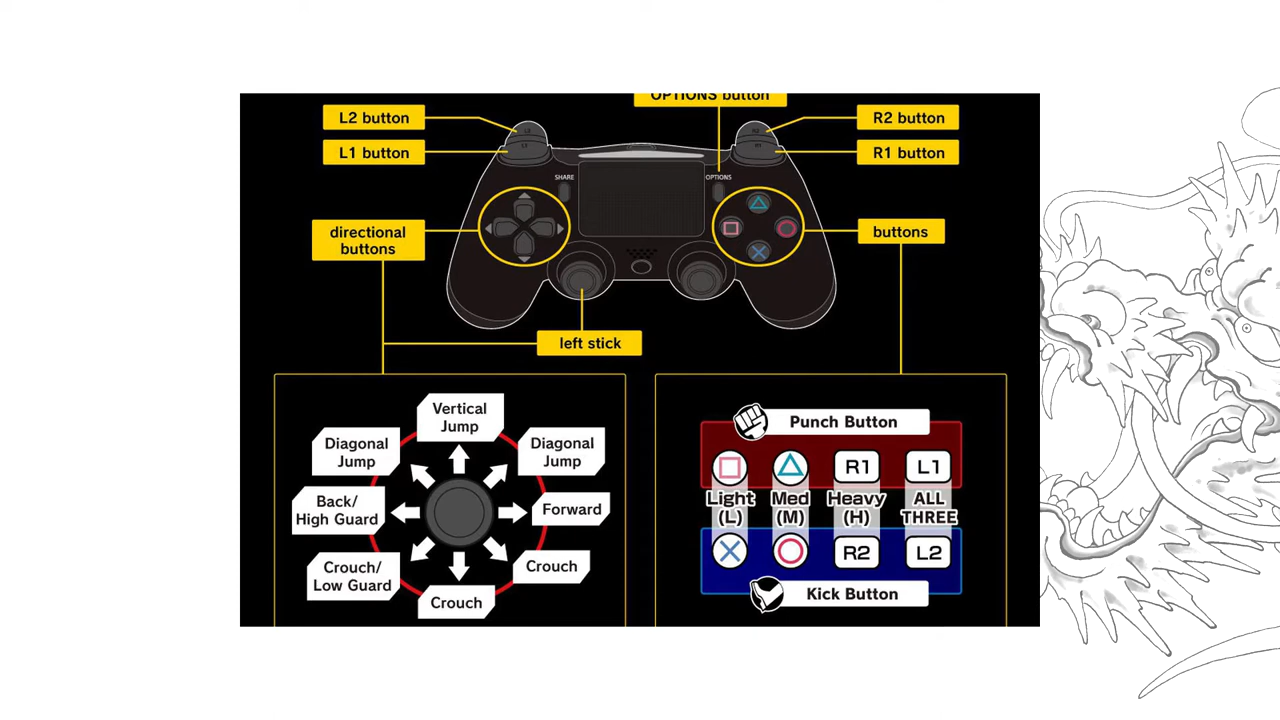 OPTIONS button
L2 button
R2 button
L1 button
R1 button
SHARE
OPTIONS
directional
buttons
buttons
left stick
Vertical
Jump
Diagonal
Jump
Diagonal
Jump
Back/
High Guard
Forward
Crouch/
Low Guard
Crouch
Crouch
Punch Button
R1
L1
Light
(L)
Med
(M)
Heavy
(H)
ALL
THREE
R2
L2
Kick Button